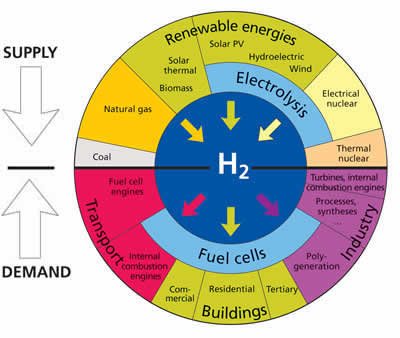 Renewable energies
Solar PV
Hydroelectric
Wind
Solar
thermal
Biomass
Electrolysis
SUPPLY
Natural gas
Electrical
nuclear
Coal
Thermal
nuclear
H2
Fuel cell
engines
Turbines, internal
combustion engines
Processes,
syntheses
...
Transport
Industry
Internal
combustion
engines
Fuel cells
Poly-
generation
DEMAND
Com-
mercial
Residential
Tertiary
Buildings